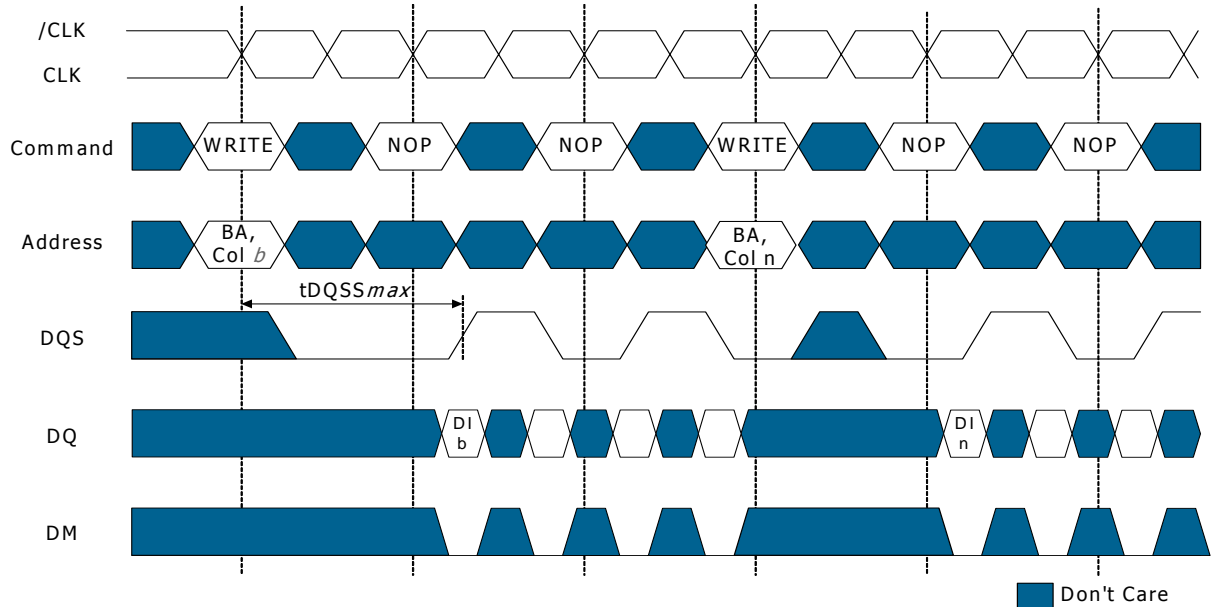 /CLK
CLK
Command
WRITE
NOP
NOP
WRITE
NOP
NOP
Address
BA,
Col b
BA,
Col n
tDQSSmax
DQS
DQ
DI
b
DI
n
DM
Don't Care